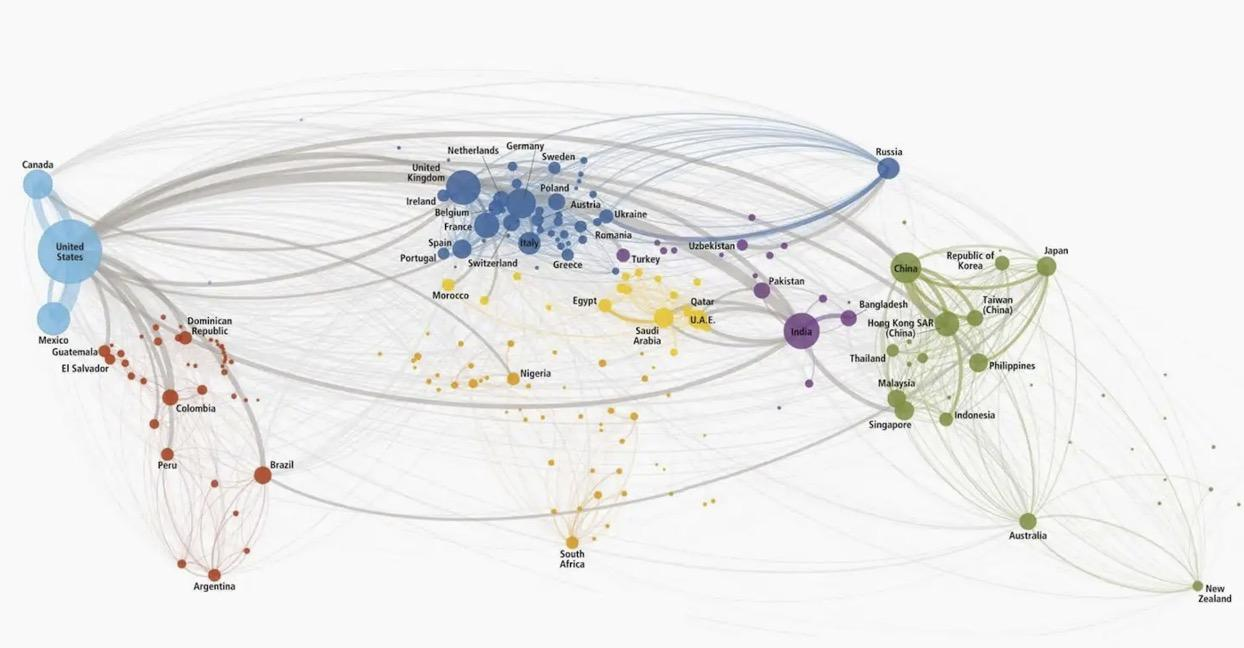 Canada
United
States
Mexico
Guatemala
El Salvador
Dominican
Republic
Colombia
Peru
Brazil
Argentina
Netherlands
Germany
Sweden
United
Kingdom
Poland
Ireland
Austria
Belgium
Ukraine
France
Romania
Spain
Italy
Portugal
Switzerland
Greece
Turkey
Morocco
Egypt
Qatar
U.A.E.
Saudi
Arabia
Nigeria
South
Africa
Russia
Uzbekistan
Pakistan
Bangladesh
India
China
Republic of
Korea
Japan
Taiwan
(China)
Hong Kong SAR
(China)
Thailand
Philippines
Malaysia
Singapore
Indonesia
Australia
New
Zealand